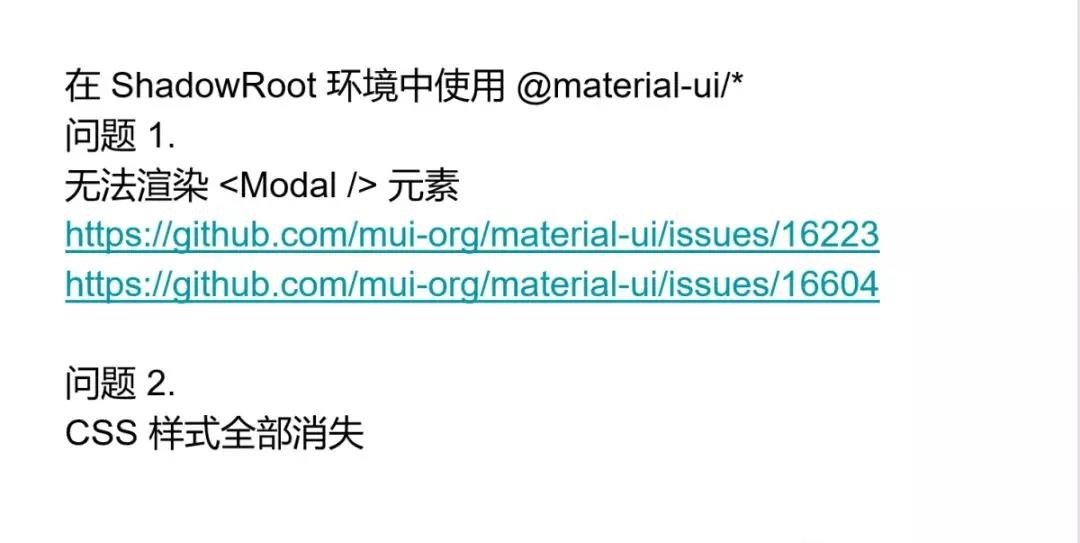 在 ShadowRoot 环境中使用 @material-ui/*
问题 1.
无法渲染 <Modal /> 元素
https://github.com/mui-org/material-ui/issues/16223
https://github.com/mui-org/material-ui/issues/16604
问题 2.
CSS 样式全部消失